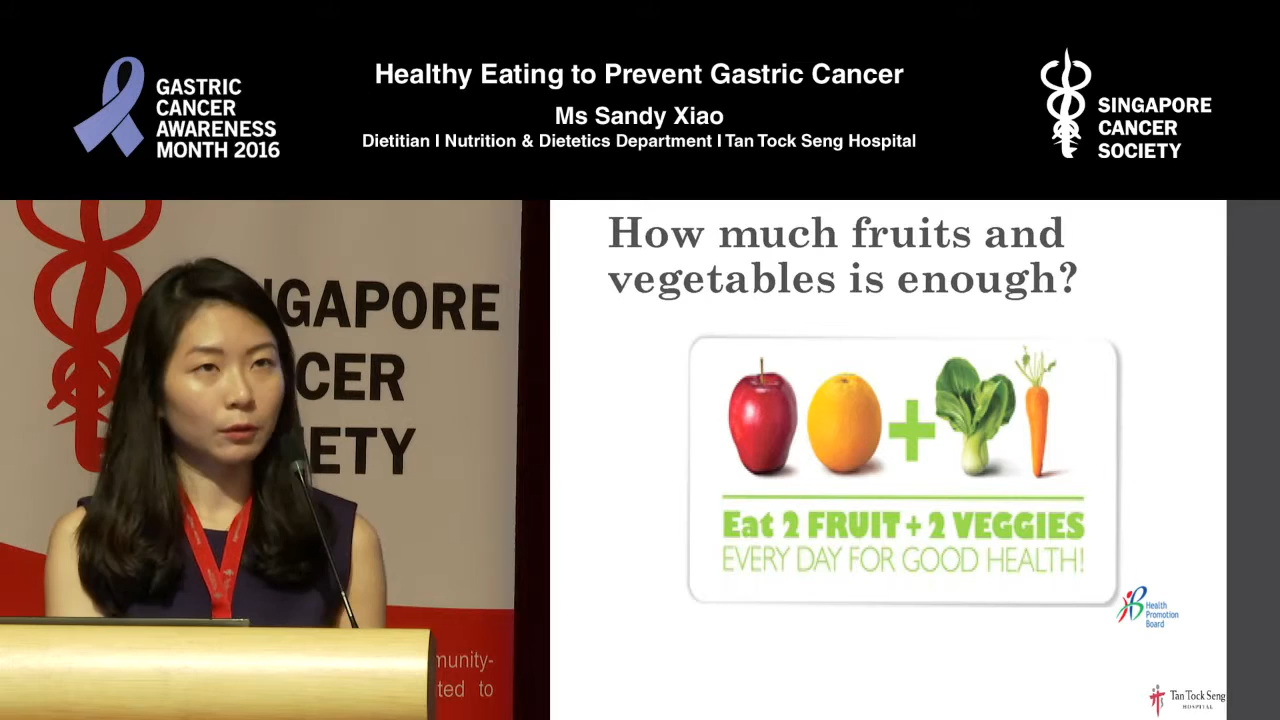 GASTRIC
CANCER
AWARENESS
MONTH 2016
Healthy Eating to Prevent Gastric Cancer
Ms Sandy Xiao
Dietitian I Nutrition & Dietetics Department I Tan Tock Seng Hospital
SINGAPORE
CANCER
SOCIETY
NGAPORE
CER
ETY
munity-
ted to
How much fruits and
vegetables is enough?
Eat 2 FRUIT + 2 VEGGIES
EVERY DAY FOR GOOD HEALTH!
Health
Promotion
Board
Tan Tock Seng
HOSPITAL